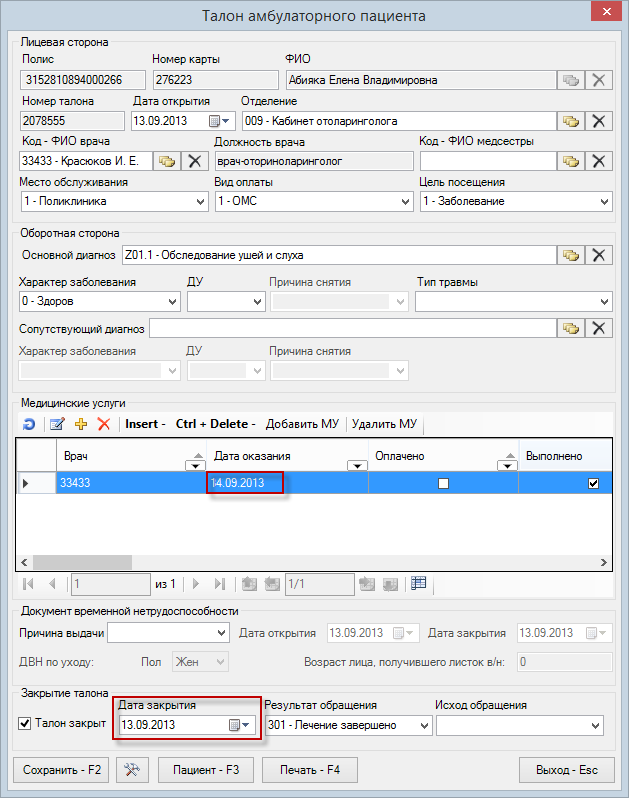 Талон амбулаторного пациента
Лицевая сторона
Полис Номер карты ФИО
3152810894000266 276223 Абияка Елена Владимировна
Номер талона Дата открытия Отделение
2078555 13.09.2013 009 - Кабинет отоларинголога
Код - ФИО врача Должность врача Код - ФИО медсестры
33433 - Красюков И. Е. врач-оториноларинголог
Место обслуживания Вид оплаты Цель посещения
1 - Поликлиника 1 - ОМС 1 - Заболевание
Оборотная сторона
Основной диагноз Z01.1 - Обследование ушей и слуха
Характер заболевания ДУ Причина снятия Тип травмы
0 - Здоров
Сопутствующий диагноз
Характер заболевания ДУ Причина снятия
Медицинские услуги
Insert - Ctrl + Delete - Добавить МУ Удалить МУ
Врач Дата оказания Оплачено Выполнено
33433 14.09.2013
1 из 1 1/1
Документ временной нетрудоспособности
Причина выдачи Дата открытия 13.09.2013 Дата закрытия 13.09.2013
ДВН по уходу: Пол Жен Возраст лица, получившего листок в/н: 0
Закрытие талона
Дата закрытия Результат обращения Исход обращения
Талон закрыт 13.09.2013 301 - Лечение завершено
Сохранить - F2 Пациент - F3 Печать - F4 Выход - Esc